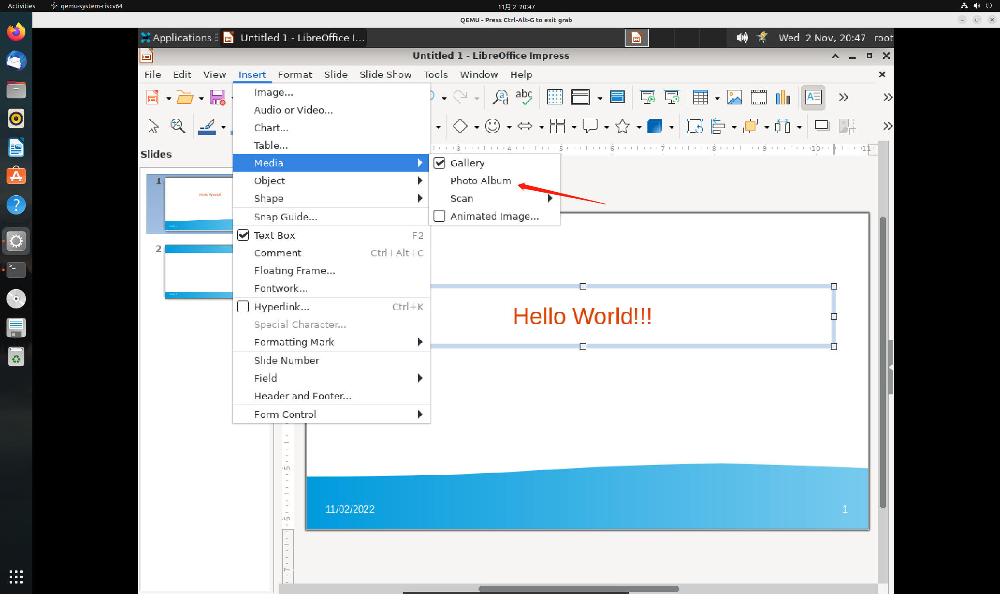 Activities qemu-system-riscv64 11月 2 20:47
QEMU - Press Ctrl-Alt-G to exit grab
Applications Untitled 1 - LibreOffice I... Wed 2 Nov, 20:47 root
Untitled 1 - LibreOffice Impress
File Edit View Insert Format Slide Slide Show Tools Window Help
Image...
Audio or Video...
Chart...
Table...
Media
Object
Shape
Snap Guide...
Text Box F2
Comment Ctrl+Alt+C
Floating Frame...
Fontwork...
Hyperlink... Ctrl+K
Special Character...
Formatting Mark
Slide Number
Field
Header and Footer...
Form Control
Gallery
Photo Album
Scan
Animated Image...
abc
3 4 5 6 7 8 9 10 11
Slides
1
Hello World!!!
2
Hello World!!!
5
6
7
11/02/2022 1